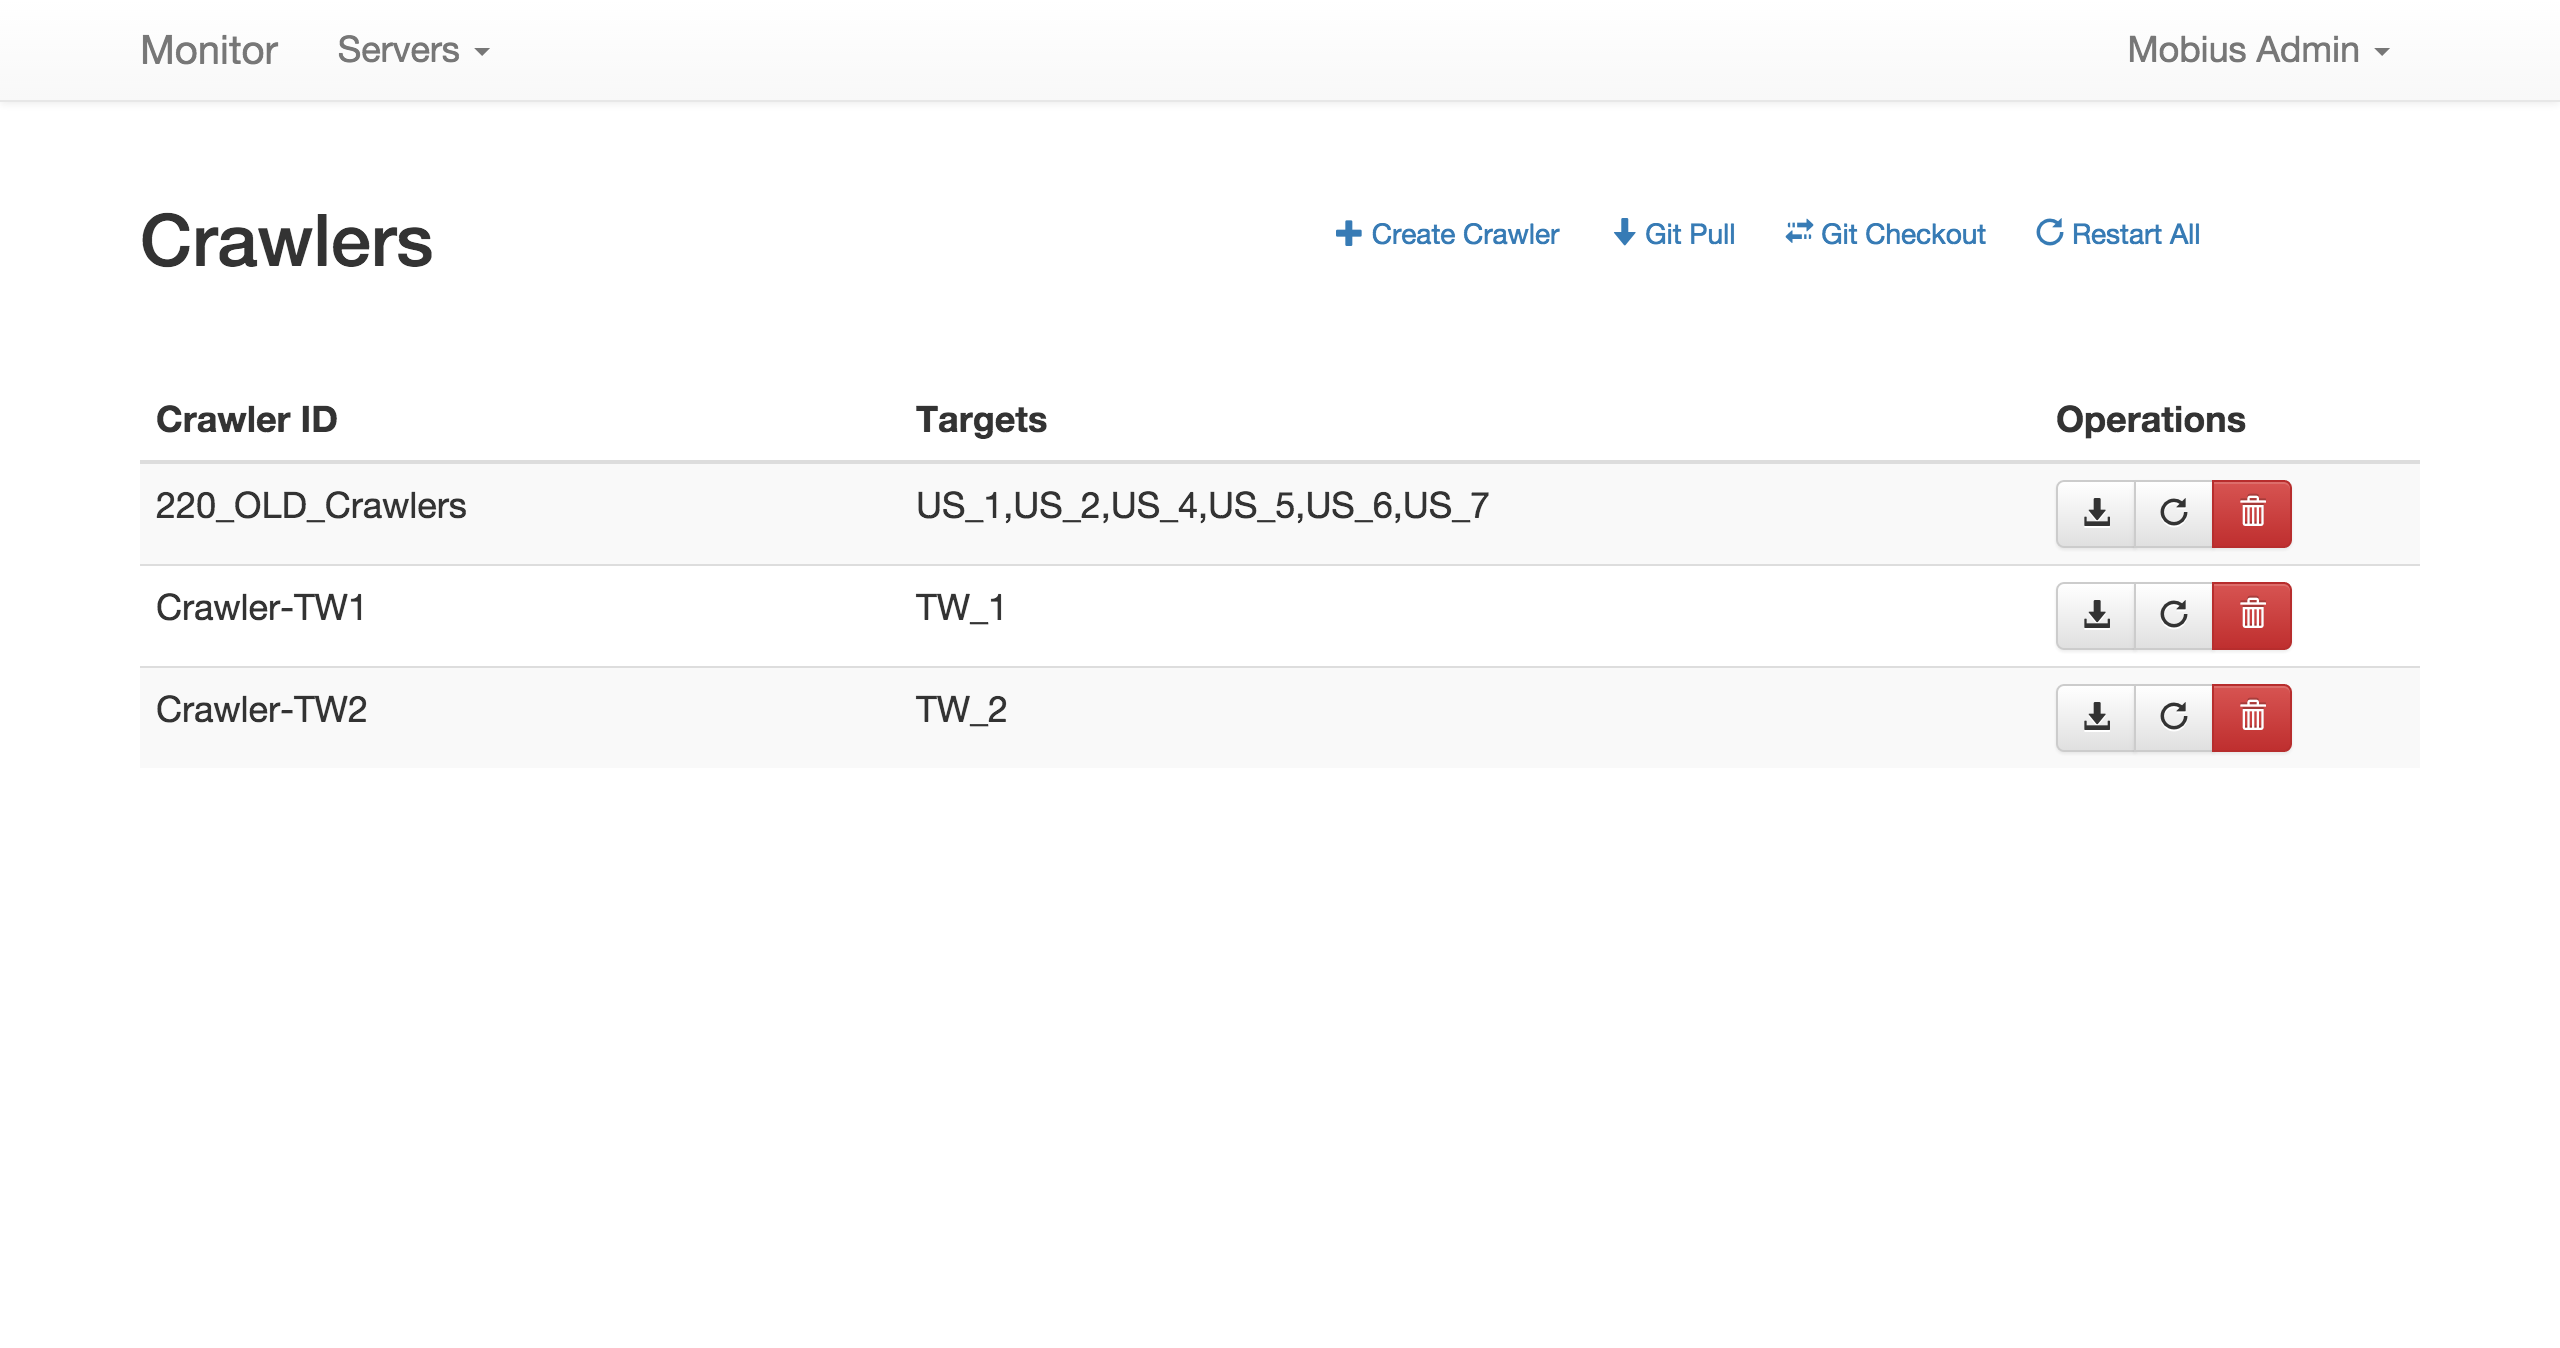 Monitor Servers Mobius Admin
Crawlers Create Crawler Git Pull Git Checkout Restart All
Crawler ID Targets Operations
220_OLD_Crawlers US_1,US_2,US_4,US_5,US_6,US_7
Crawler-TW1 TW_1
Crawler-TW2 TW_2